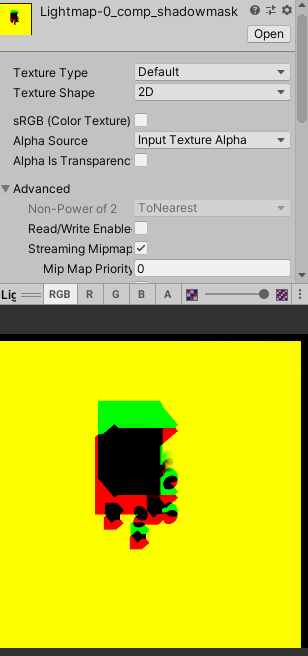 Lightmap-0_comp_shadowmask
Open
Texture Type Default
Texture Shape 2D
sRGB (Color Texture)
Alpha Source Input Texture Alpha
Alpha Is Transparenc
Advanced
Non-Power of 2 ToNearest
Read/Write Enable
Streaming Mipmap
Mip Map Priority 0
Lig RGB R G B A